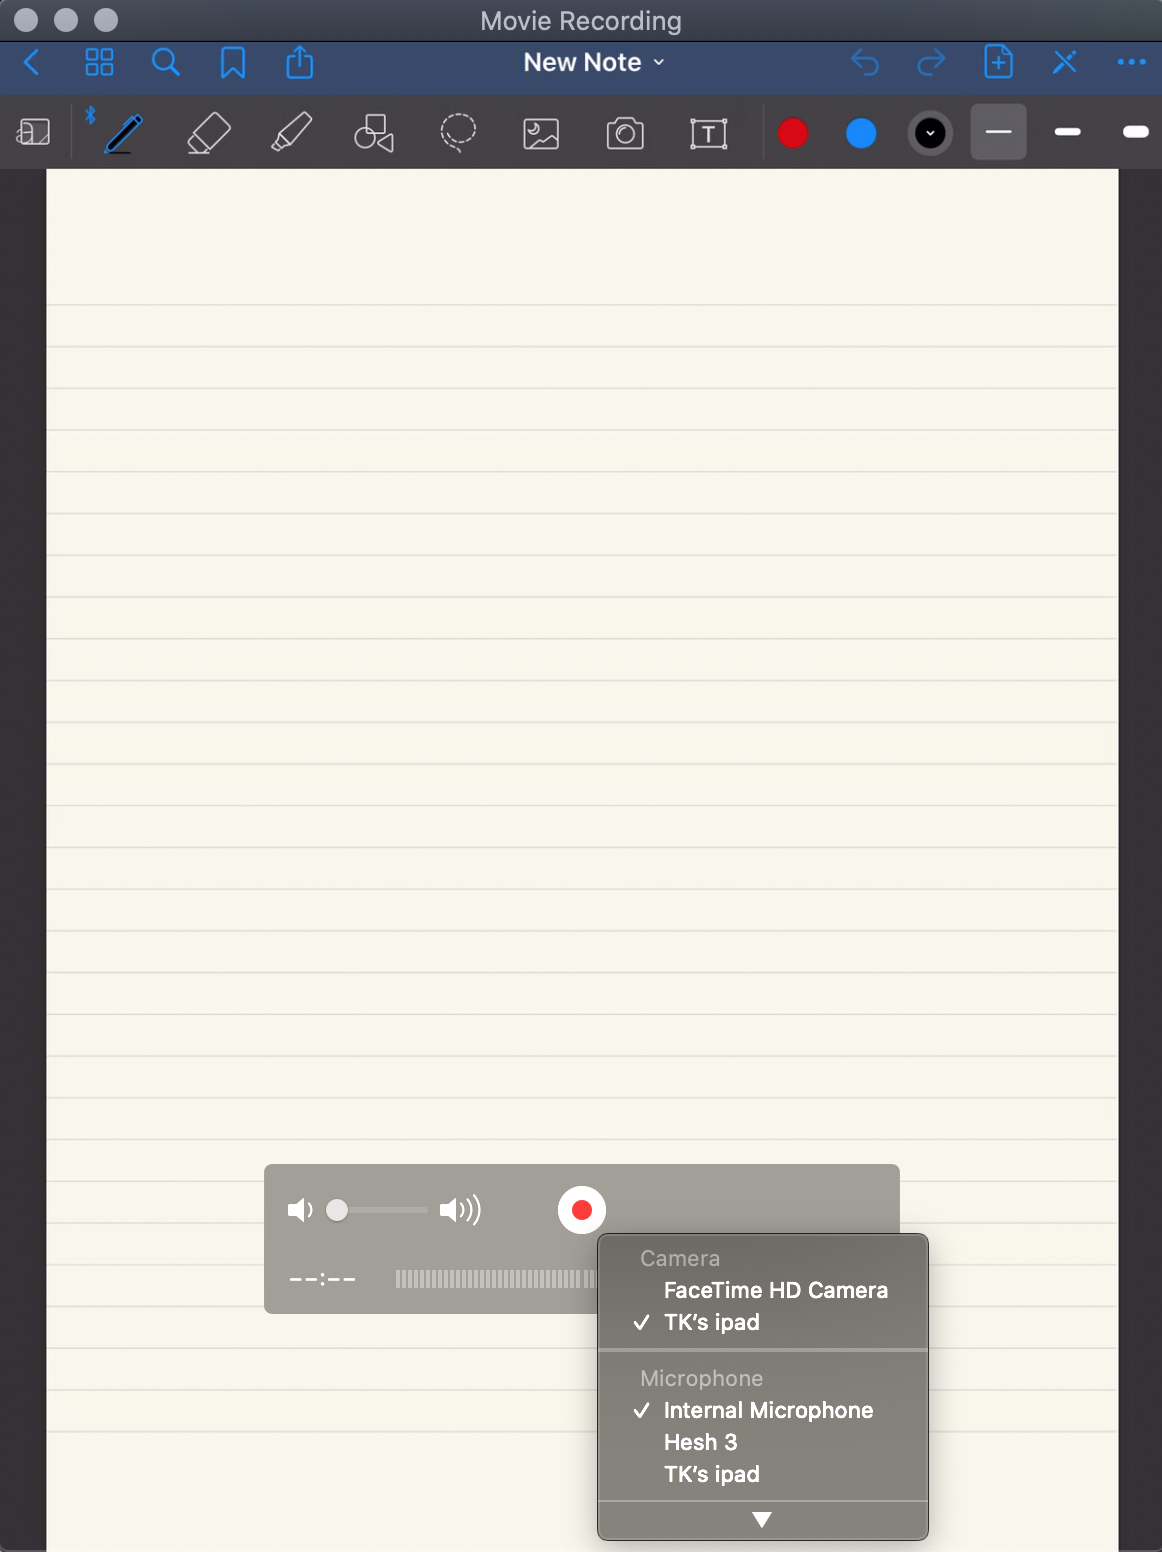 Movie Recording
New Note
T
--:--
Camera
FaceTime HD Camera
✓ TK’s ipad
Microphone
✓ Internal Microphone
Hesh 3
TK’s ipad